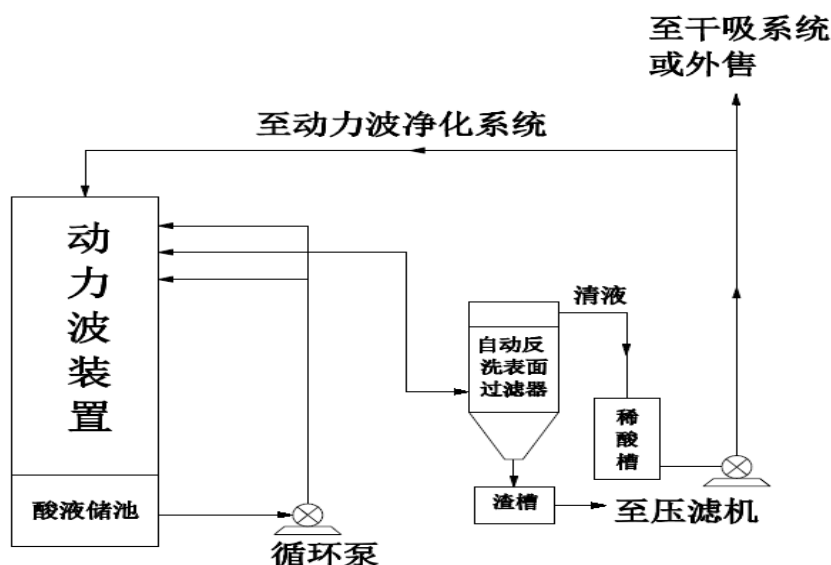 至干吸系统
或外售
至动力波净化系统
动
力
波
装
置
清液
自动反
洗表面
过滤器
稀
酸
槽
酸液储池
渣槽
至压滤机
循环泵